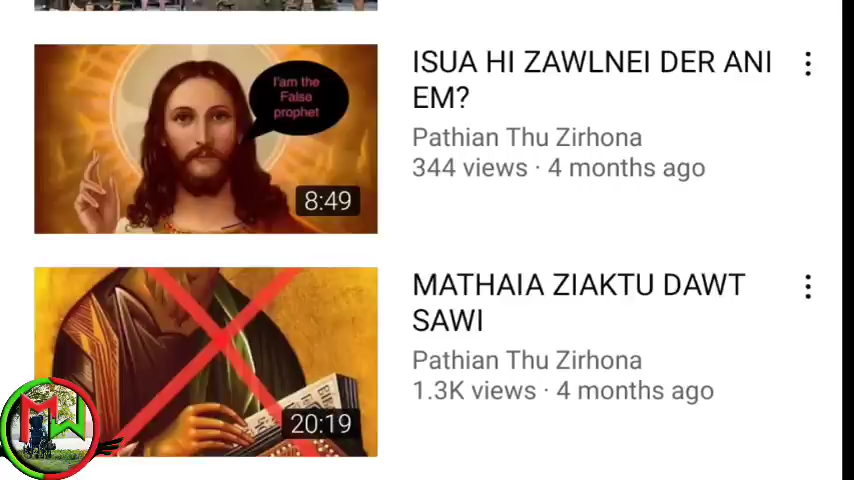 I'am the
False
prophet
8:49
ISUA HI ZAWLNEI DER ANI
EM?
Pathian Thu Zirhona
344 views · 4 months ago
20:19
MATHAIA ZIAKTU DAWT
SAWI
Pathian Thu Zirhona
1.3K views · 4 months ago
MW